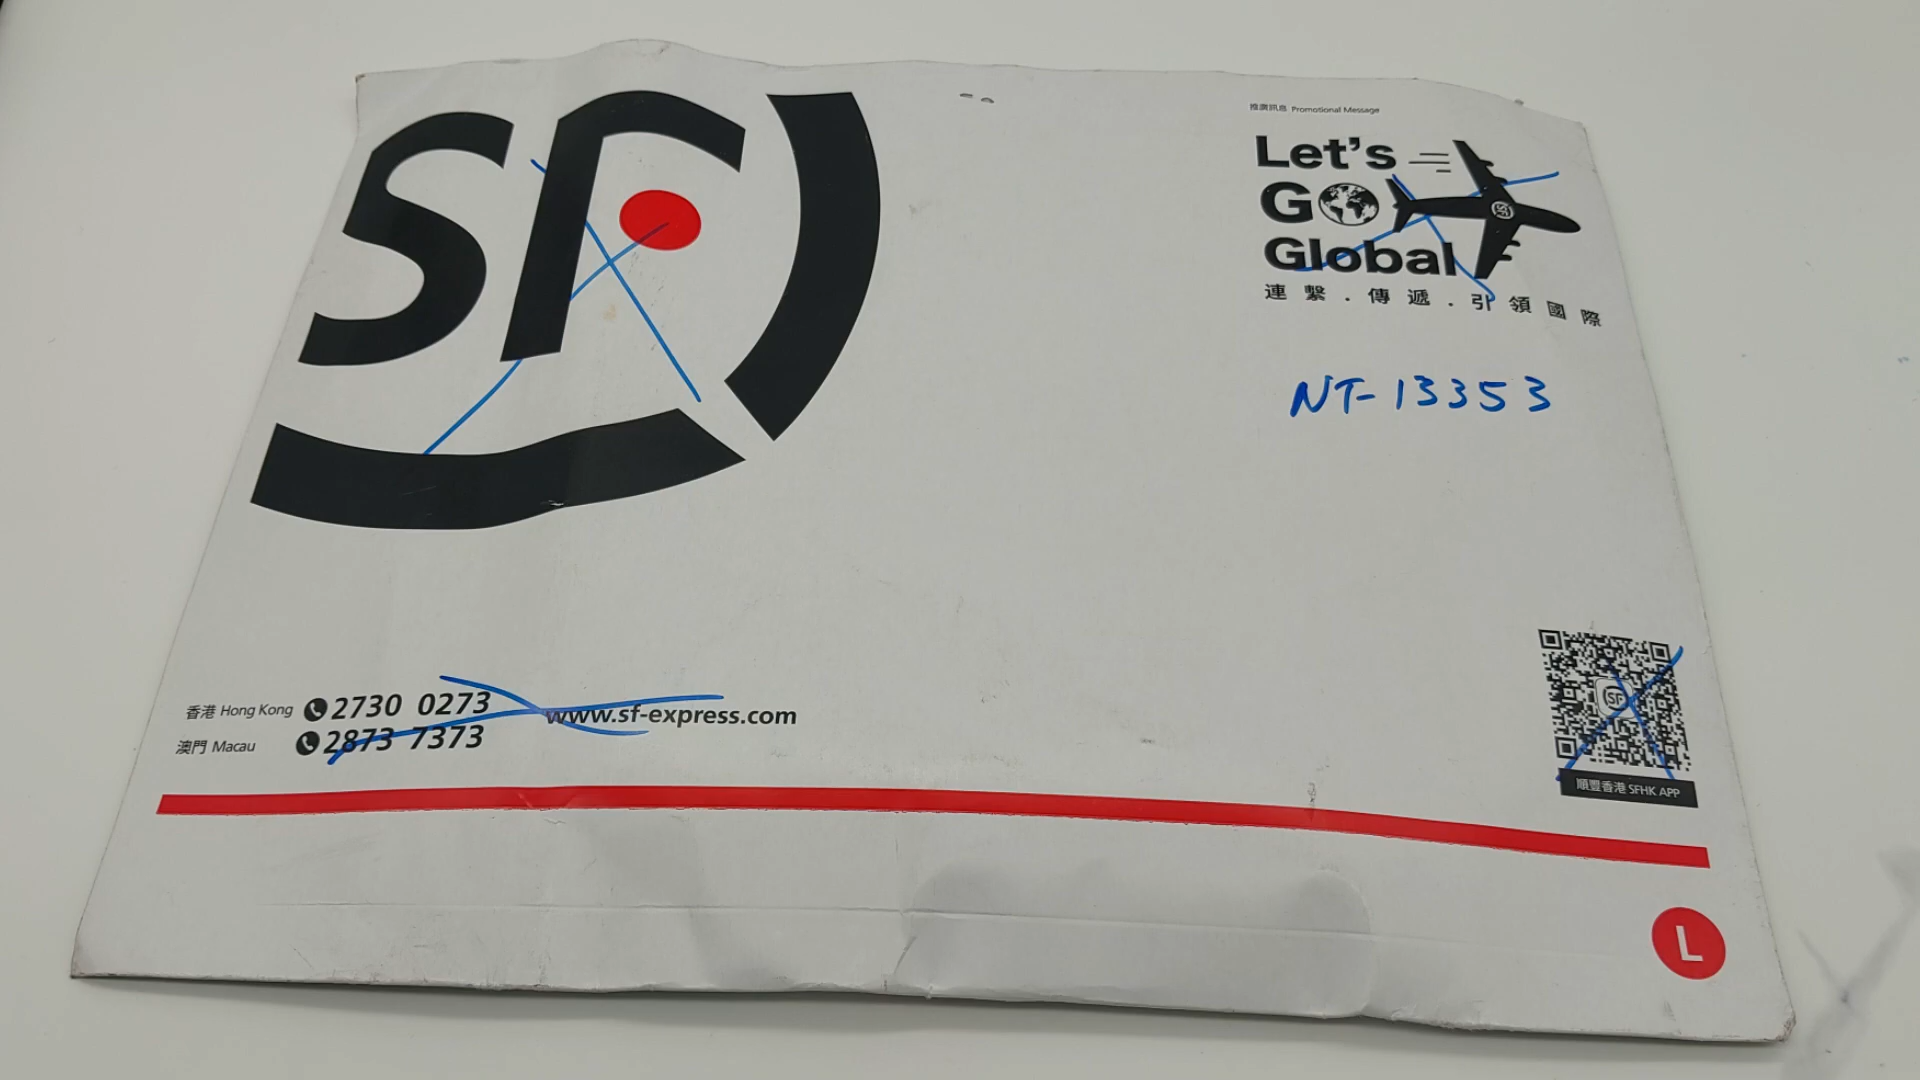 SF
推廣訊息 Promotional Message
Let's
GO
Global
連繫.傳遞.引領國際
NT-13353
香港 Hong Kong 2730 0273
澳門 Macau 2873 7373
www.sf-express.com
SF
順豐香港 SFHK APP
L